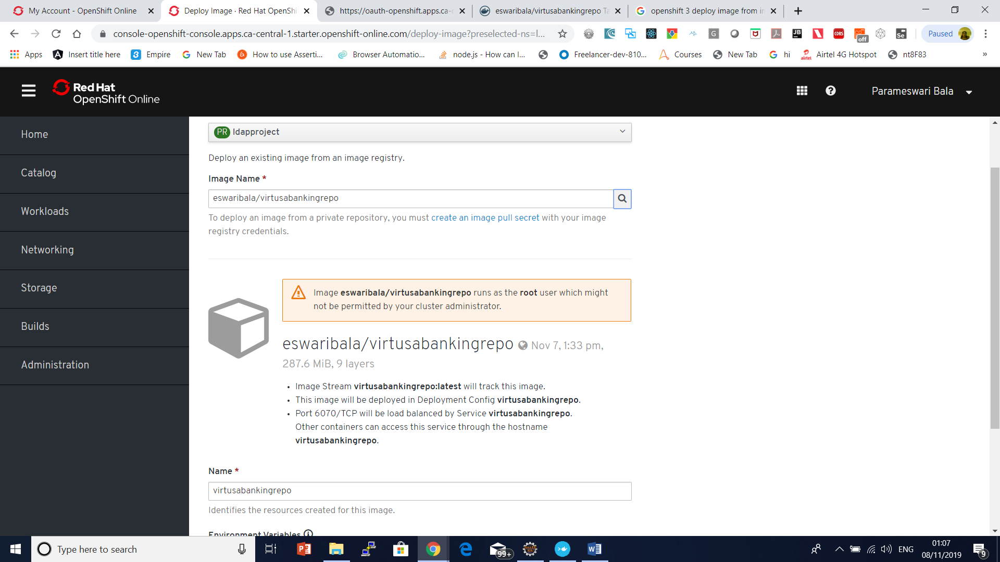 My Account - OpenShift Online
Deploy Image · Red Hat OpenShi
https://oauth-openshift.apps.ca-c
eswaribala/virtusabankingrepo Ta
openshift 3 deploy image from in
console-openshift-console.apps.ca-central-1.starter.openshift-online.com/deploy-image?preselected-ns=l...
G
JB
CORS
off
Se
Paused
Apps
Insert title here
Empire
New Tab
How to use Asserti...
Browser Automatio...
node.js - How can I...
Freelancer-dev-810...
Courses
New Tab
hi
airtel
Airtel 4G Hotspot
nt8F83
»
Red Hat
OpenShift Online
Parameswari Bala
Home
Catalog
Workloads
Networking
Storage
Builds
Administration
PR ldapproject
Deploy an existing image from an image registry.
Image Name *
eswaribala/virtusabankingrepo
To deploy an image from a private repository, you must create an image pull secret with your image
registry credentials.
Image eswaribala/virtusabankingrepo runs as the root user which might
not be permitted by your cluster administrator.
eswaribala/virtusabankingrepo Nov 7, 1:33 pm,
287.6 MiB, 9 layers
• Image Stream virtusabankingrepo:latest will track this image.
• This image will be deployed in Deployment Config virtusabankingrepo.
• Port 6070/TCP will be load balanced by Service virtusabankingrepo.
Other containers can access this service through the hostname
virtusabankingrepo.
Name *
virtusabankingrepo
Identifies the resources created for this image.
Environment Variables
Type here to search
99+
ENG
01:07
08/11/2019
9